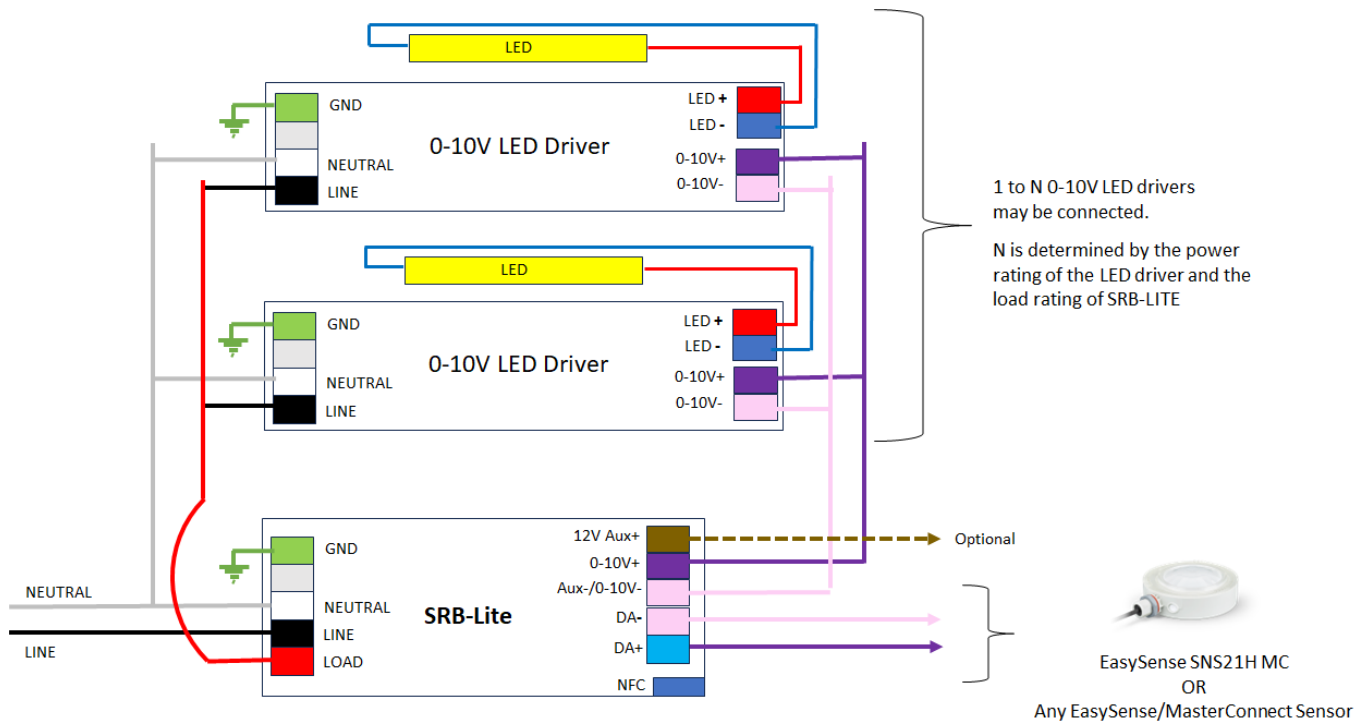 LED
GND
LED +
LED -
0-10V LED Driver
0-10V+
NEUTRAL
0-10V-
LINE
1 to N 0-10V LED drivers
may be connected.
N is determined by the power
rating of the LED driver and the
load rating of SRB-LITE
LED
GND
LED +
LED -
0-10V LED Driver
0-10V+
NEUTRAL
0-10V-
LINE
12V Aux+
Optional
GND
0-10V+
Aux-/0-10V-
NEUTRAL
NEUTRAL
SRB-Lite
DA-
LINE
LINE
DA+
LOAD
NFC
EasySense SNS21H MC
OR
Any EasySense/MasterConnect Sensor